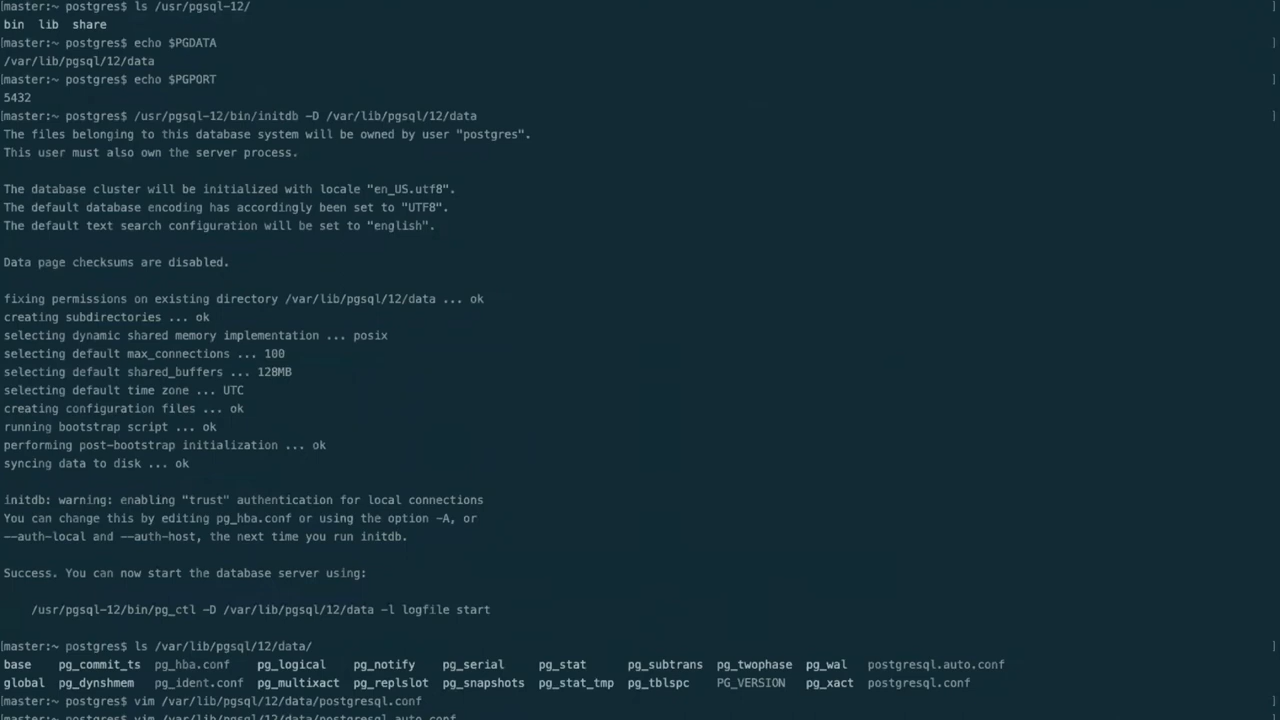 [master:~ postgres$ ls /usr/pgsql-12/ ]
bin lib share
[master:~ postgres$ echo $PGDATA ]
/var/lib/pgsql/12/data
[master:~ postgres$ echo $PGPORT ]
5432
[master:~ postgres$ /usr/pgsql-12/bin/initdb -D /var/lib/pgsql/12/data ]
The files belonging to this database system will be owned by user "postgres".
This user must also own the server process.
The database cluster will be initialized with locale "en_US.utf8".
The default database encoding has accordingly been set to "UTF8".
The default text search configuration will be set to "english".
Data page checksums are disabled.
fixing permissions on existing directory /var/lib/pgsql/12/data ... ok
creating subdirectories ... ok
selecting dynamic shared memory implementation ... posix
selecting default max_connections ... 100
selecting default shared_buffers ... 128MB
selecting default time zone ... UTC
creating configuration files ... ok
running bootstrap script ... ok
performing post-bootstrap initialization ... ok
syncing data to disk ... ok
initdb: warning: enabling "trust" authentication for local connections
You can change this by editing pg_hba.conf or using the option -A, or
--auth-local and --auth-host, the next time you run initdb.
Success. You can now start the database server using:
/usr/pgsql-12/bin/pg_ctl -D /var/lib/pgsql/12/data -l logfile start
[master:~ postgres$ ls /var/lib/pgsql/12/data/ ]
base pg_commit_ts pg_hba.conf pg_logical pg_notify pg_serial pg_stat pg_subtrans pg_twophase pg_wal postgresql.auto.conf
global pg_dynshmem pg_ident.conf pg_multixact pg_replslot pg_snapshots pg_stat_tmp pg_tblspc PG_VERSION pg_xact postgresql.conf
[master:~ postgres$ vim /var/lib/pgsql/12/data/postgresql.conf ]
[master:~ postgres$ vim /var/lib/pgsql/12/data/postgresql.auto.conf ]